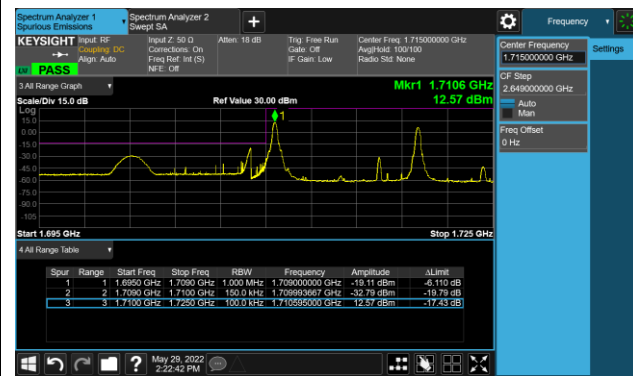 Spectrum Analyzer 1
Spurious Emissions
Spectrum Analyzer 2
Swept SA
Frequency
KEYSIGHT
Input: RF
Coupling: DC
Align: Auto
Input Z: 50 Ω
Corrections: On
Freq Ref: Int (S)
NFE: Off
Atten: 18 dB
Trig: Free Run
Gate: Off
IF Gain: Low
Center Freq: 1.715000000 GHz
Avg|Hold: 100/100
Radio Std: None
PASS
Center Frequency
1.715000000 GHz
Settings
CF Step
2.649000000 GHz
Auto
Man
Freq Offset
0 Hz
3 All Range Graph
Mkr1 1.7106 GHz
Scale/Div 15.0 dB
Ref Value 30.00 dBm
12.57 dBm
Log
1
15.0
0.00
-15.0
-30.0
-45.0
-60.0
-75.0
-90.0
-105
Start 1.695 GHz
Stop 1.725 GHz
4 All Range Table
Spur Range Start Freq Stop Freq RBW Frequency Amplitude ΔLimit
1 1 1.6950 GHz 1.7090 GHz 1.000 MHz 1.709000000 GHz -19.11 dBm -6.110 dB
2 2 1.7090 GHz 1.7100 GHz 150.0 kHz 1.709993667 GHz -32.79 dBm -19.79 dB
3 3 1.7100 GHz 1.7250 GHz 100.0 kHz 1.710595000 GHz 12.57 dBm -17.43 dB
May 29, 2022
2:22:42 PM